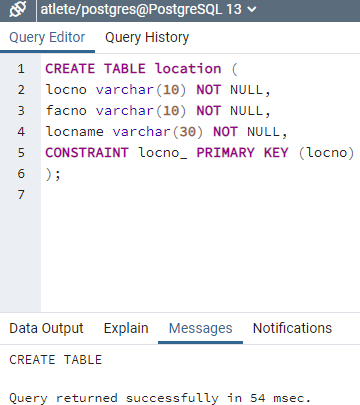 atlete/postgres@PostgreSQL 13
Query Editor Query History
1 CREATE TABLE location (
2 locno varchar(10) NOT NULL,
3 facno varchar(10) NOT NULL,
4 locname varchar(30) NOT NULL,
5 CONSTRAINT locno_ PRIMARY KEY (locno)
6 );
7
Data Output Explain Messages Notifications
CREATE TABLE
Query returned successfully in 54 msec.